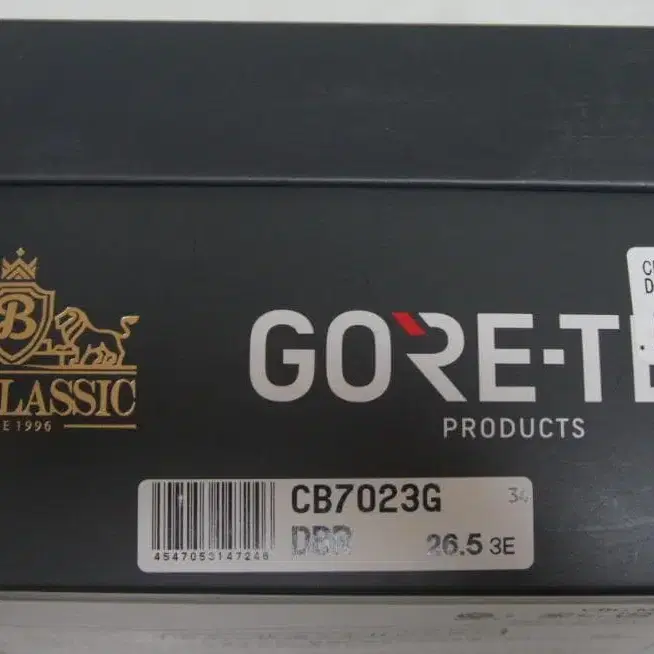 B
LASSIC
E 1996
GORE-TE
PRODUCTS
CB7023G
34
DBR
26.5 3E
4547053147246